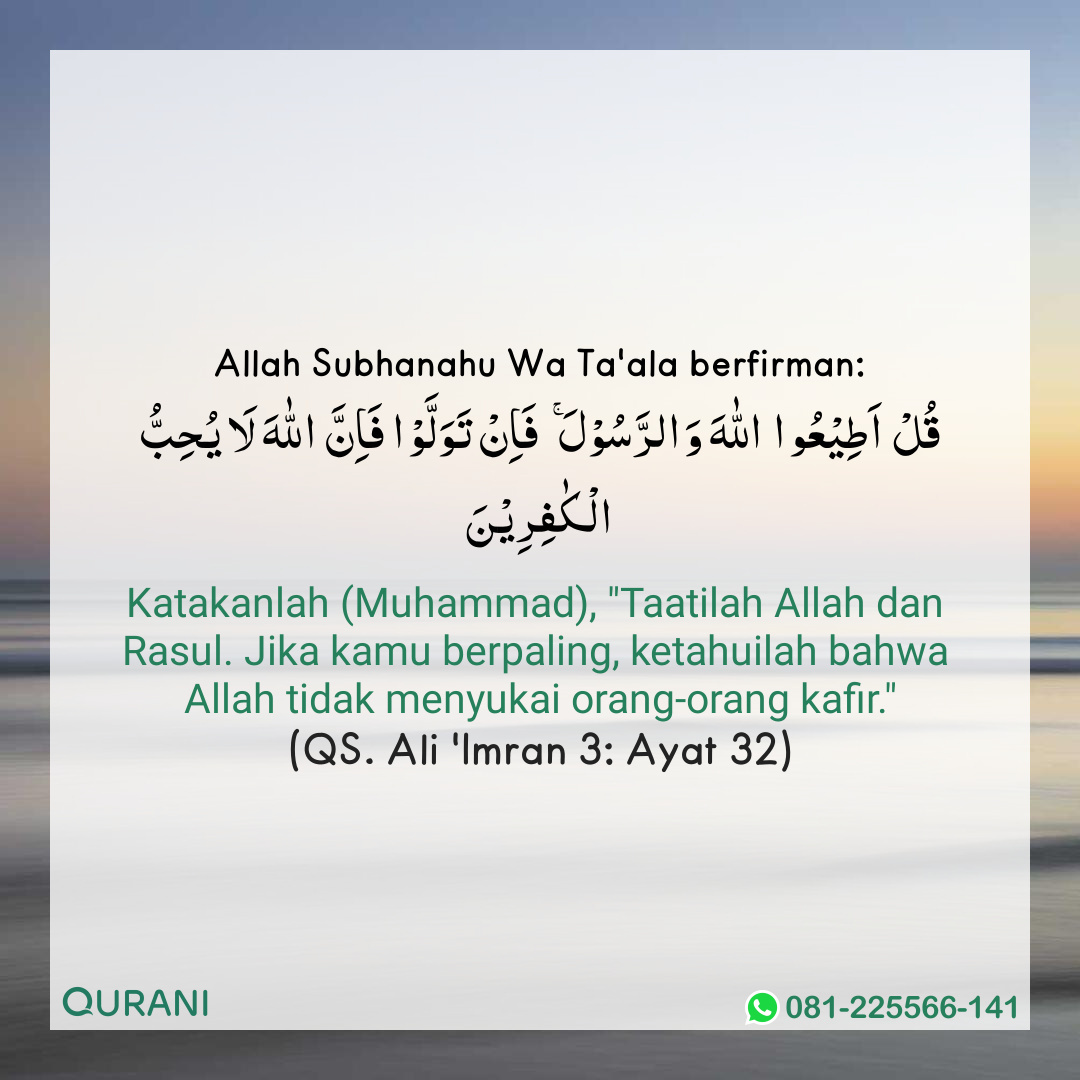 Allah Subhanahu Wa Ta'ala berfirman:
قُلْ اَطِيْعُوا اللّٰهَ وَالرَّسُوْلَ ۚ فَاِنْ تَوَلَّوْا فَاِنَّ اللّٰهَ لَا يُحِبُّ
الْكٰفِرِيْنَ
Katakanlah (Muhammad), "Taatilah Allah dan
Rasul. Jika kamu berpaling, ketahuilah bahwa
Allah tidak menyukai orang-orang kafir."
(QS. Ali 'Imran 3: Ayat 32)
QURANI
081-225566-141